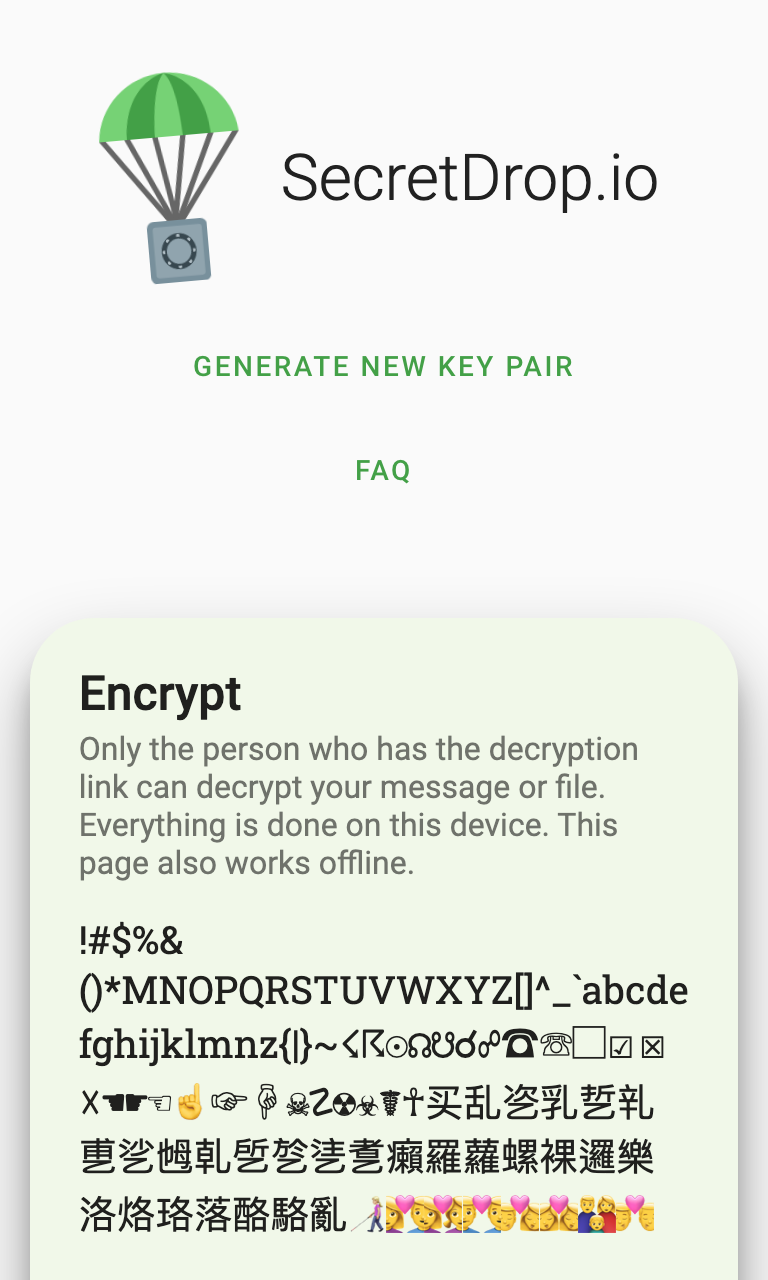 SecretDrop.io
GENERATE NEW KEY PAIR
FAQ
Encrypt
Only the person who has the decryption
link can decrypt your message or file.
Everything is done on this device. This
page also works offline.
!#$%&
()*MNOPQRSTUVWXYZ[]^_`abcde
fghijklmnz{|}~☇☈☉☊☋☌☍☎☏☐☑☒
☓☚☛☜☝☞☟☠☡☢☣☤☥买乱乲乳乴乵
乶乷乸乹乺乻乼乽癩羅蘿螺裸邏樂
洛烙珞落酪駱亂